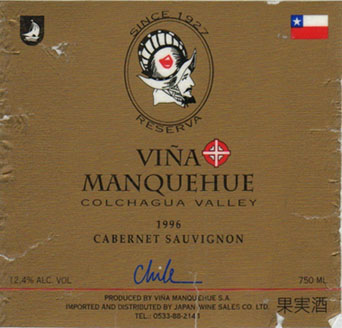 SINCE 1927
RESERVA
VIÑA
MANQUEHUE
COLCHAGUA VALLEY
1996
CABERNET SAUVIGNON
Chile
12,4% ALC. VOL
750 ML
PRODUCED BY VIÑA MANQUEHUE S.A.
IMPORTED AND DISTRIBUTED BY JAPAN WINE SALES CO. LTD.
果実酒
TEL.: 0533-88-2141